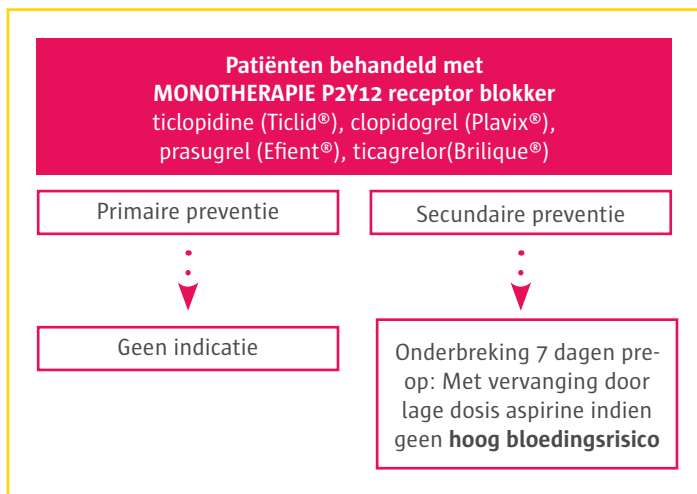 Patiënten behandeld met
MONOTHERAPIE P2Y12 receptor blokker
ticlopidine (Ticlid®), clopidogrel (Plavix®),
prasugrel (Efient®), ticagrelor(Brilique®)
Primaire preventie
Secundaire preventie
Geen indicatie
Onderbreking 7 dagen pre-
op: Met vervanging door
lage dosis aspirine indien
geen hoog bloedingsrisico